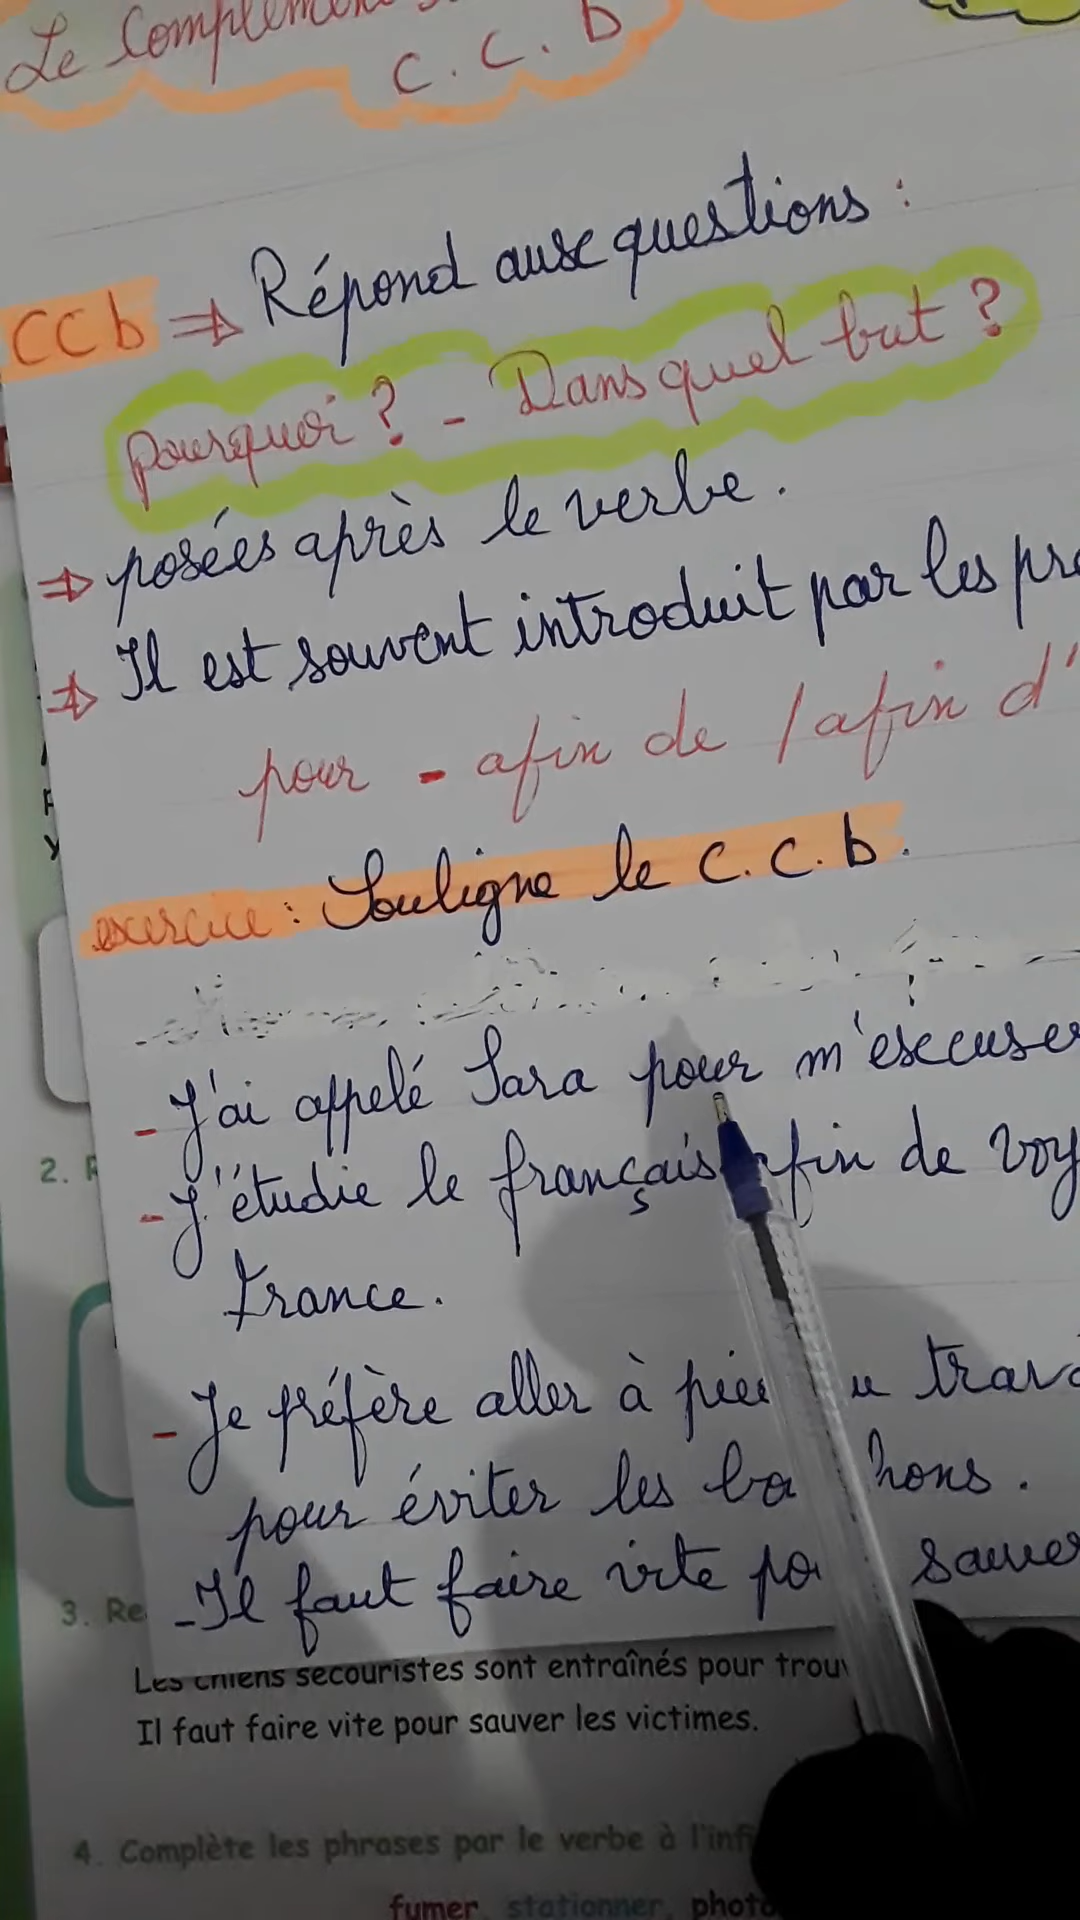 Le Complément
C.C.b
CCb ⇒ Répond aux questions :
pourquoi ? - Dans quel but ?
⇒ posées après le verbe.
⇒ Il est souvent introduit par les
pour - afin de / afin d'
exercice : Souligne le C.C.b.
- J'ai appelé Sara pour m'excuser
- J'étudie le français afin de
France.
- Je préfère aller à
pour éviter les
- Il faut faire vite sauver
2.
3. Re
Les chiens secouristes sont entraînés pour
Il faut faire vite pour sauver les victimes.
4. Complète les phrases par le verbe à
fumer, stationner,